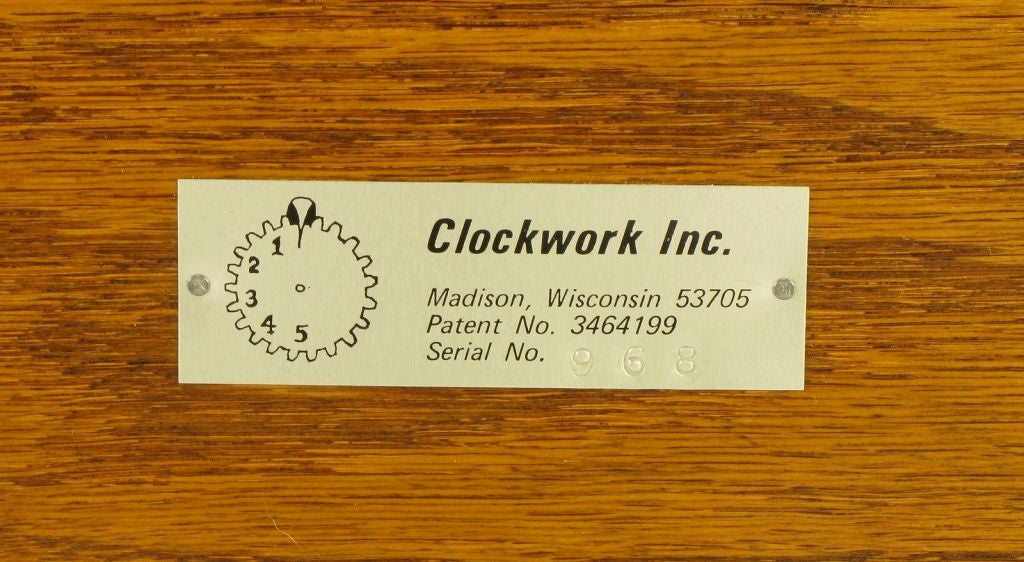 1
2
3
4
5
Clockwork Inc.
Madison, Wisconsin 53705
Patent No. 3464199
Serial No. 968